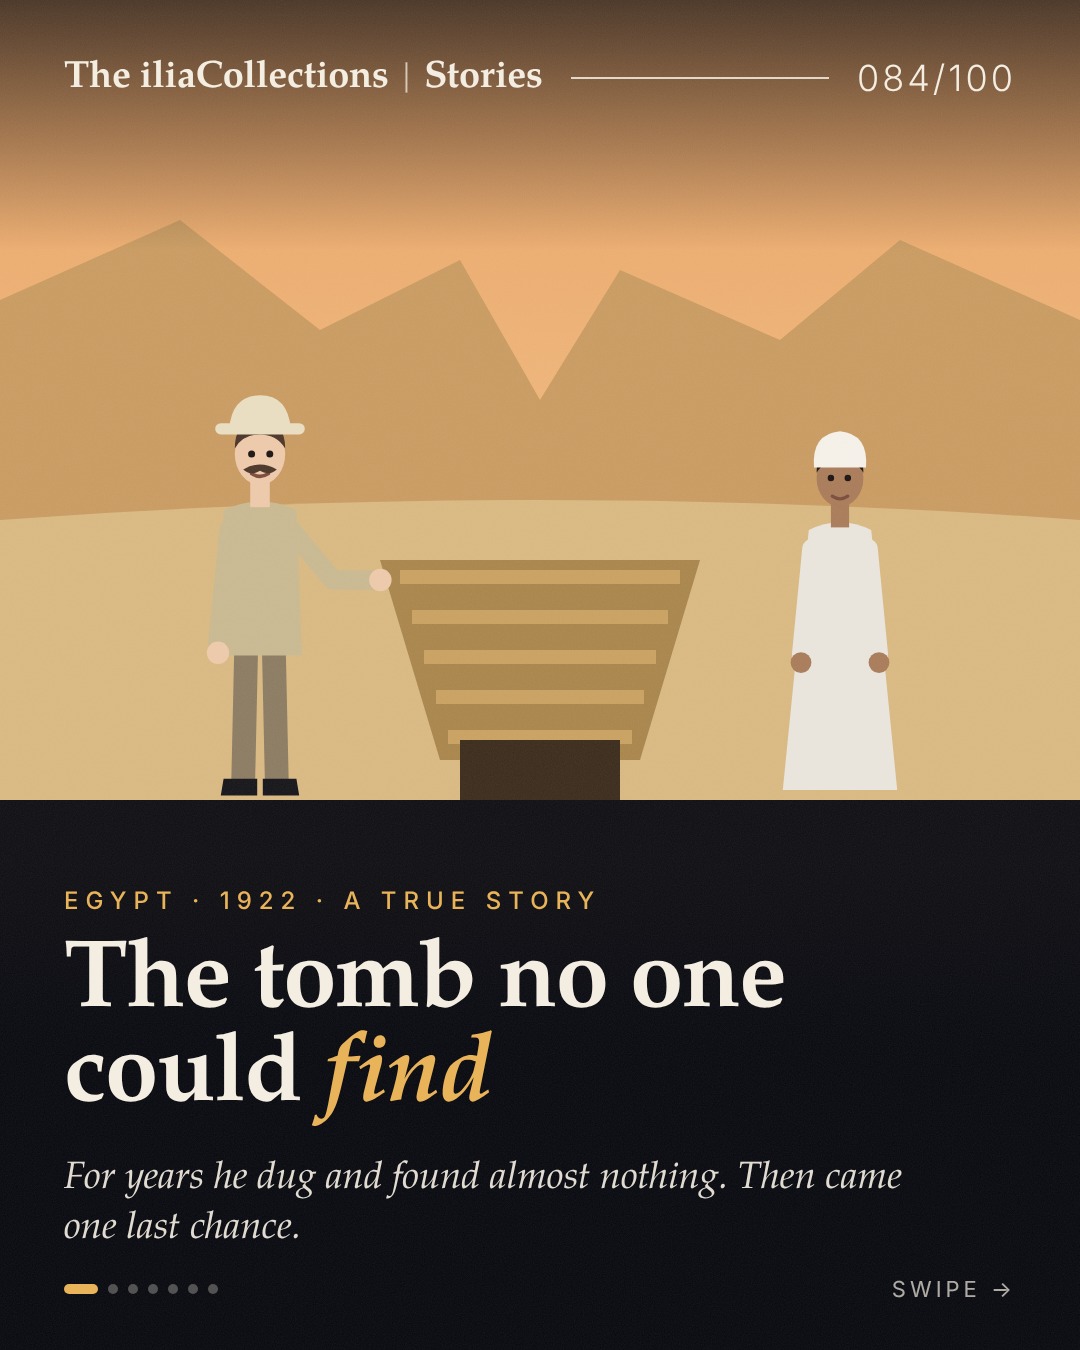 The iliaCollections | Stories 084/100
EGYPT · 1922 · A TRUE STORY
The tomb no one
could find
For years he dug and found almost nothing. Then came
one last chance.
SWIPE →